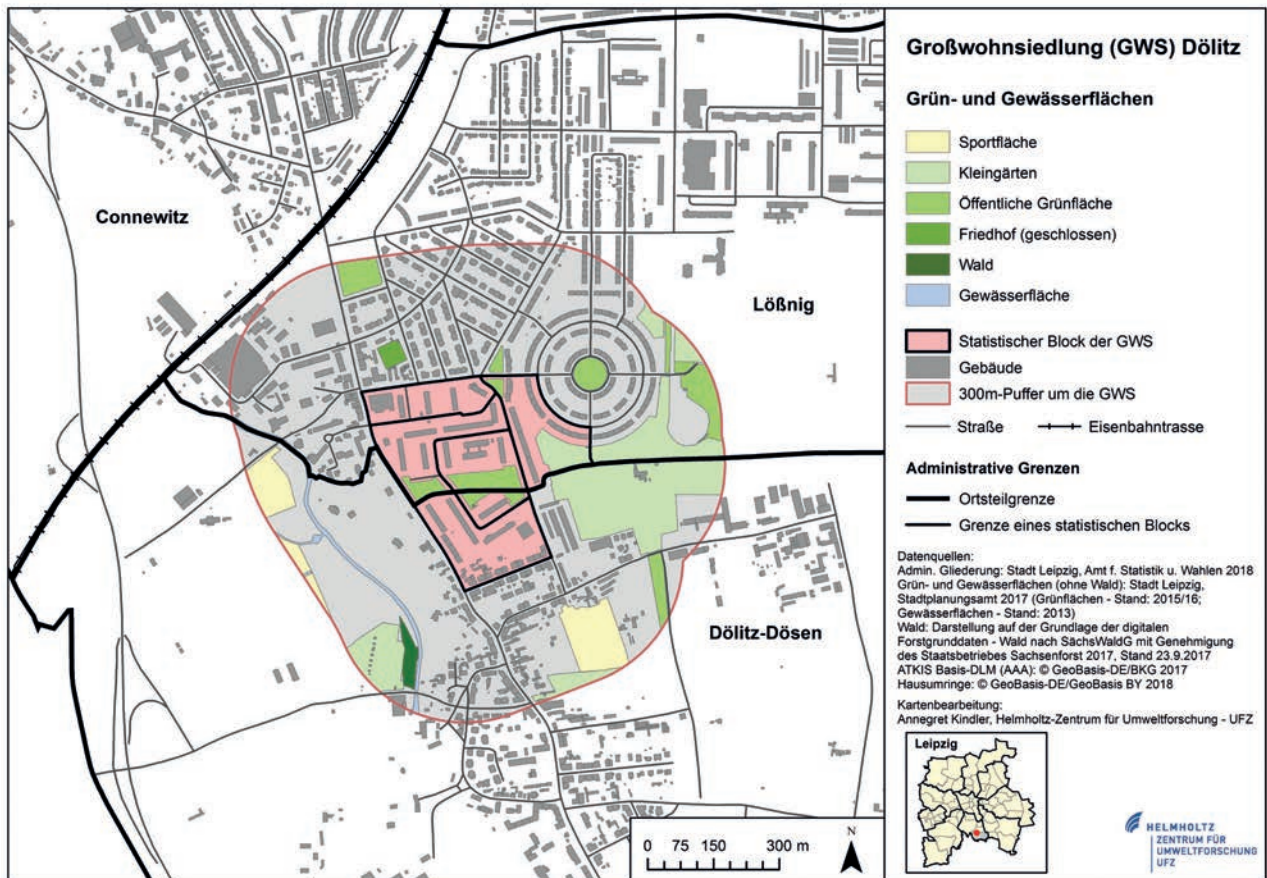 Connewitz
Lößnig
Dölitz-Dösen
0 75 150 300 m
N
Großwohnsiedlung (GWS) Dölitz
Grün- und Gewässerflächen
Sportfläche
Kleingärten
Öffentliche Grünfläche
Friedhof (geschlossen)
Wald
Gewässerfläche
Statistischer Block der GWS
Gebäude
300m-Puffer um die GWS
Straße Eisenbahntrasse
Administrative Grenzen
Ortsteilgrenze
Grenze eines statistischen Blocks
Datenquellen:
Admin. Gliederung: Stadt Leipzig, Amt f. Statistik u. Wahlen 2018
Grün- und Gewässerflächen (ohne Wald): Stadt Leipzig,
Stadtplanungsamt 2017 (Grünflächen - Stand: 2015/16;
Gewässerflächen - Stand: 2013)
Wald: Darstellung auf der Grundlage der digitalen
Forstgrunddaten - Wald nach SächsWaldG mit Genehmigung
des Staatsbetriebes Sachsenforst 2017, Stand 23.9.2017
ATKIS Basis-DLM (AAA): © GeoBasis-DE/BKG 2017
Hausumringe: © GeoBasis-DE/GeoBasis BY 2018
Kartenbearbeitung:
Annegret Kindler, Helmholtz-Zentrum für Umweltforschung - UFZ
Leipzig
HELMHOLTZ
ZENTRUM FÜR
UMWELTFORSCHUNG
UFZ